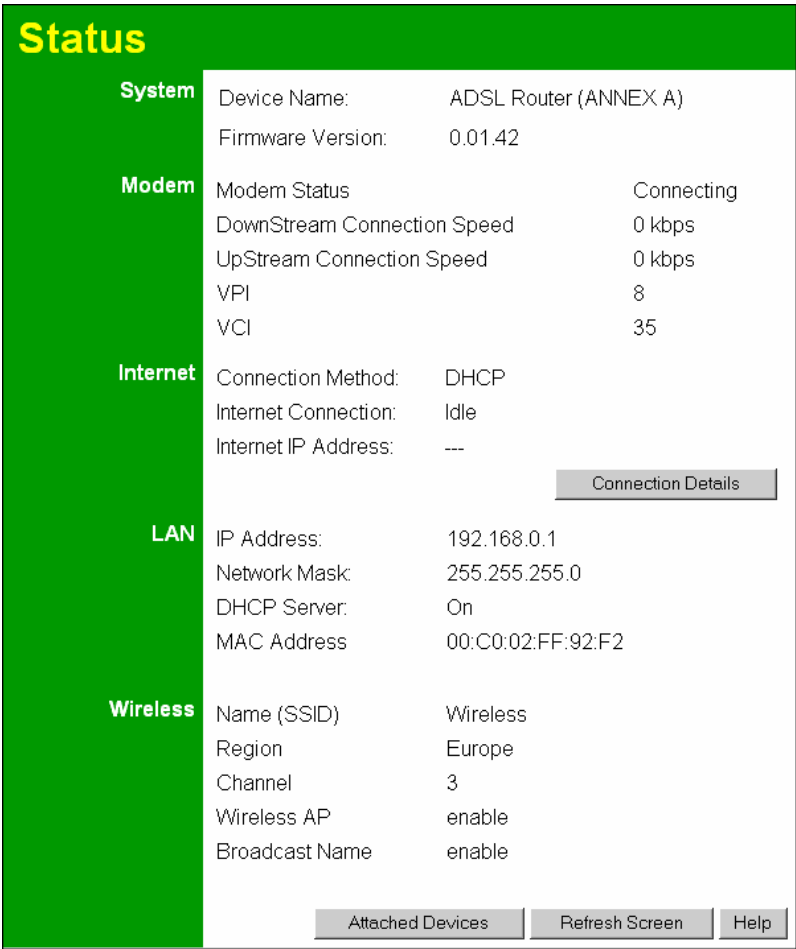 Status
System
Device Name: ADSL Router (ANNEX A)
Firmware Version: 0.01.42
Modem
Modem Status Connecting
DownStream Connection Speed 0 kbps
UpStream Connection Speed 0 kbps
VPI 8
VCI 35
Internet
Connection Method: DHCP
Internet Connection: Idle
Internet IP Address: ---
Connection Details
LAN
IP Address: 192.168.0.1
Network Mask: 255.255.255.0
DHCP Server: On
MAC Address 00:C0:02:FF:92:F2
Wireless
Name (SSID) Wireless
Region Europe
Channel 3
Wireless AP enable
Broadcast Name enable
Attached Devices Refresh Screen Help